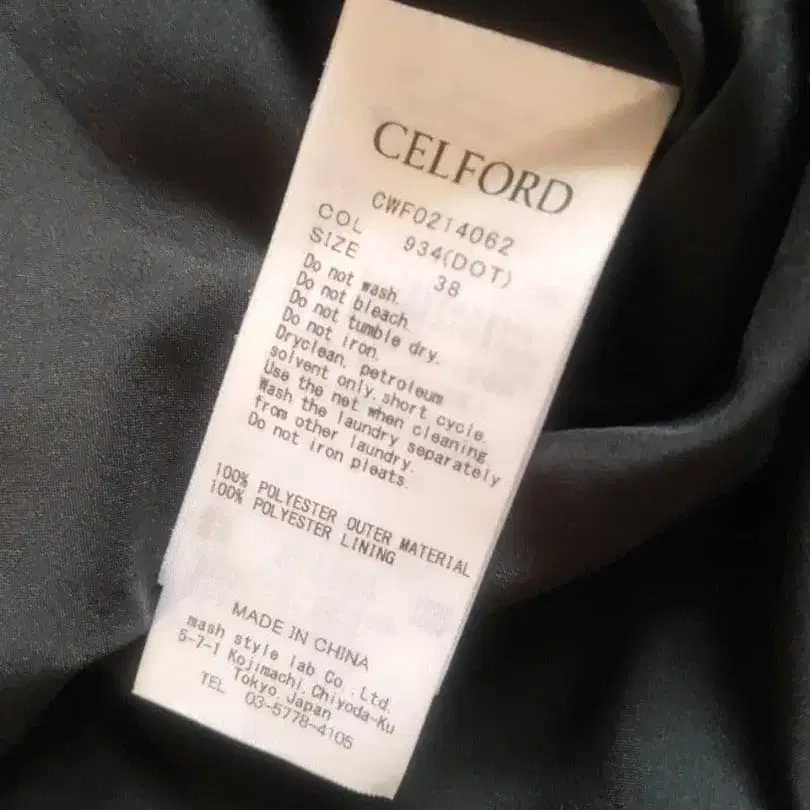 CELFORD
CWF0214062
COL 934(DOT)
SIZE 38
Do not wash.
Do not bleach.
Do not tumble dry.
Do not iron.
Dryclean, petroleum
solvent only.short cycle.
Use the net when cleaning.
Wash the laundry separately
from other laundry.
Do not iron pleats.
100% POLYESTER OUTER MATERIAL
100% POLYESTER LINING
MADE IN CHINA
mash style lab Co.,Ltd.
5-7-1 Kojimachi,Chiyoda-Ku
Tokyo,Japan
TEL 03-5778-4105